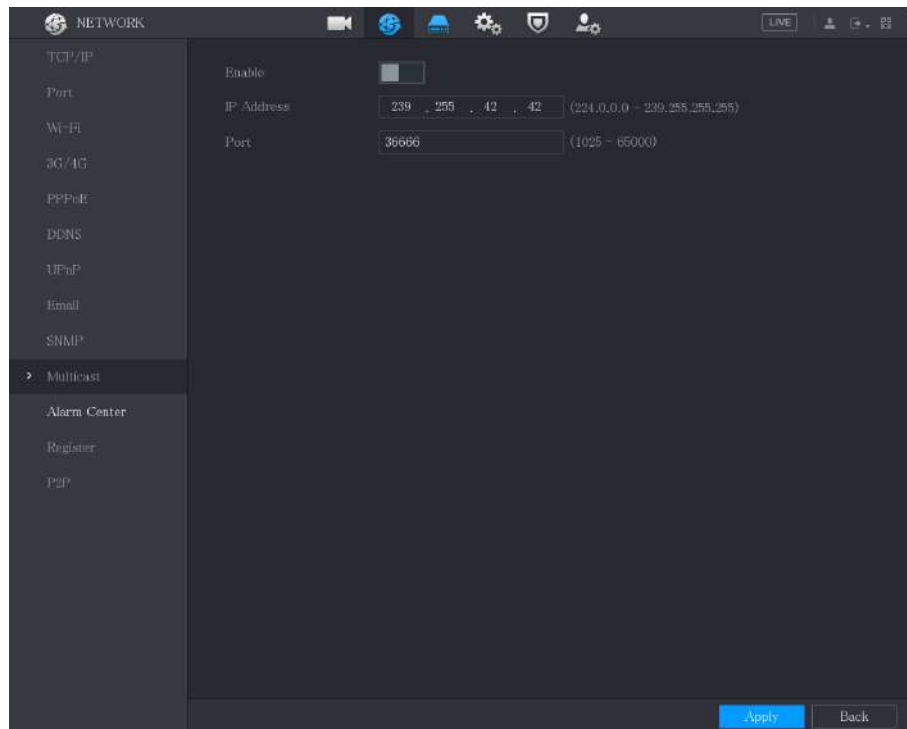 NETWORK
LIVE
TCP/IP
Port
Wi-Fi
3G/4G
PPPoE
DDNS
UPnP
Email
SNMP
Multicast
Alarm Center
Register
P2P
Enable
IP Address 239 . 255 . 42 . 42 (224.0.0.0 - 239.255.255.255)
Port 36666 (1025 - 65000)
Apply Back